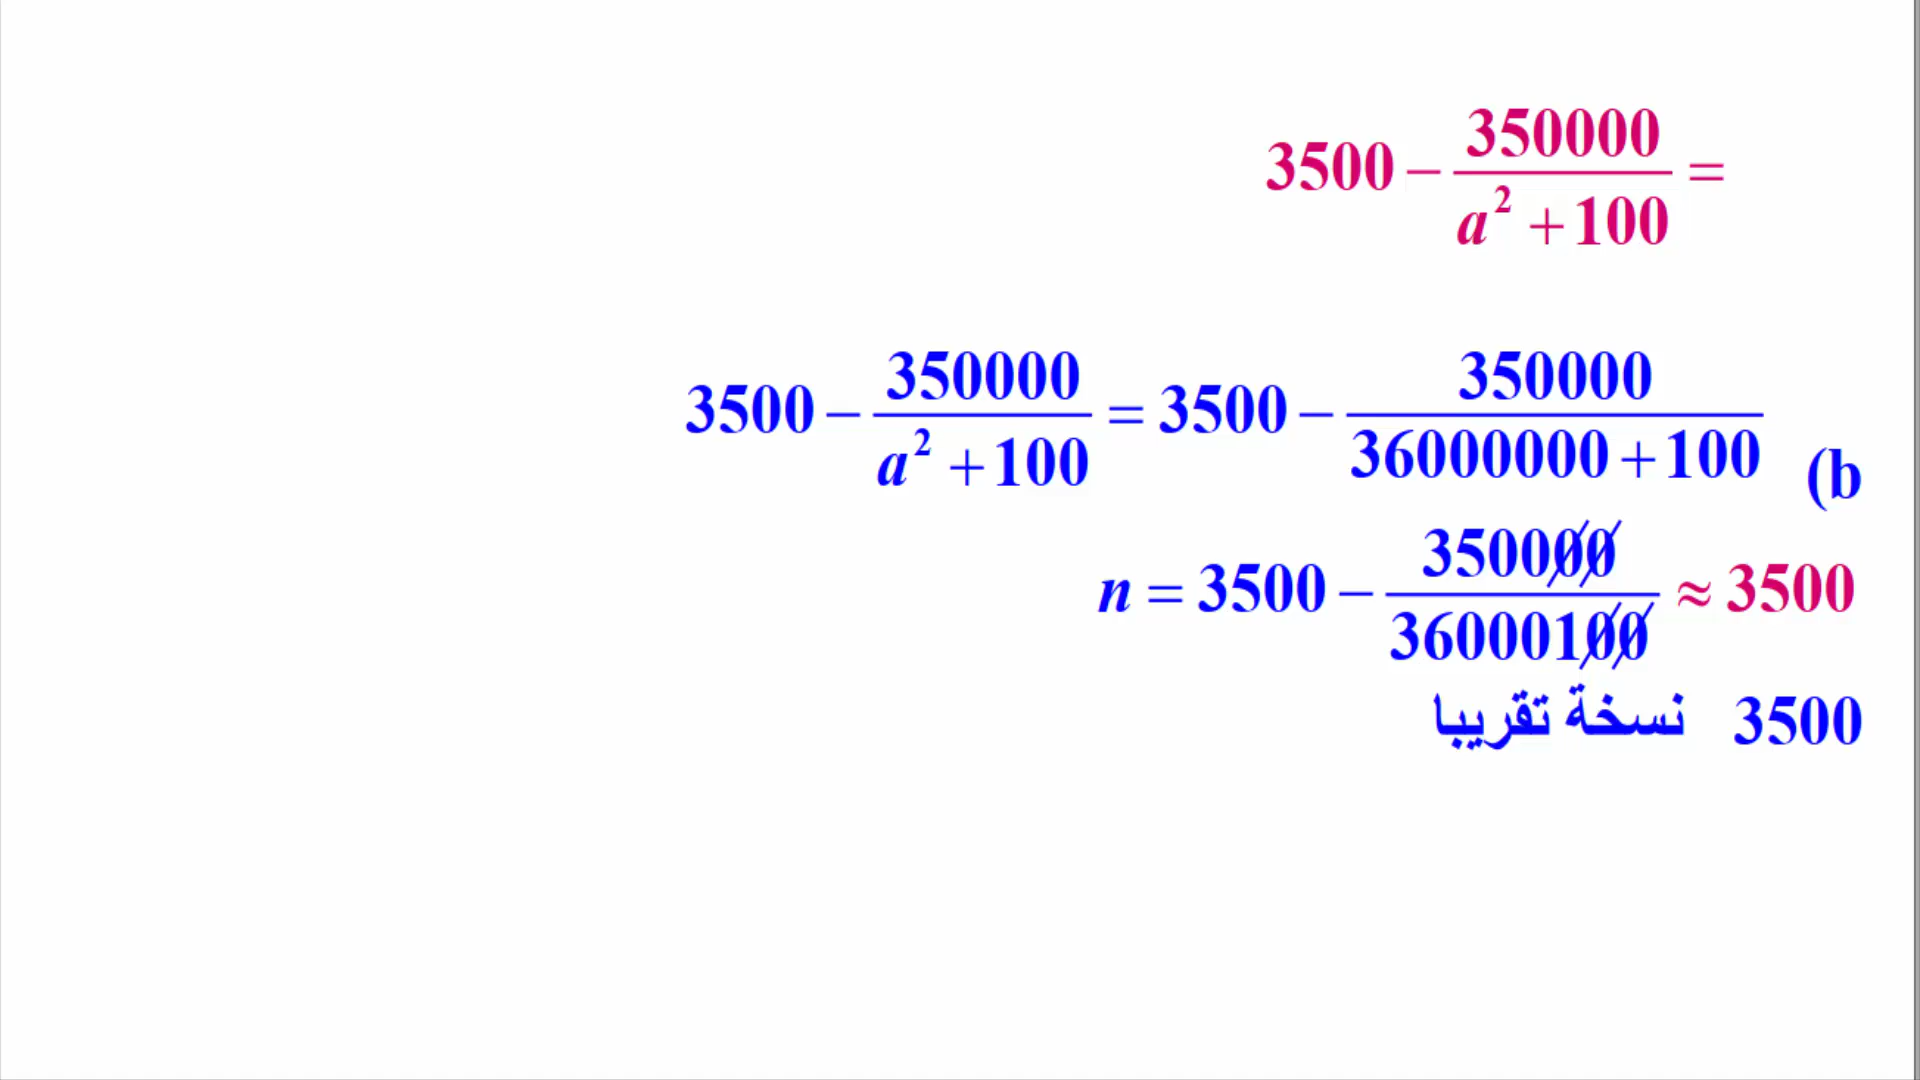 3500 − 350000 / (a² + 100) =
(b 3500 − 350000 / (a² + 100) = 3500 − 350000 / (36000000 + 100)
n = 3500 − 350000 / 36000100 ≈ 3500
3500 نسخة تقريبا